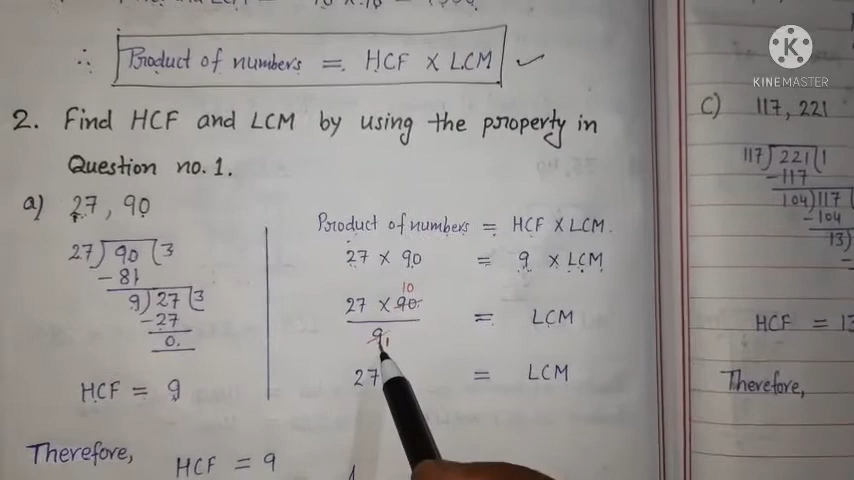 ∴ Product of numbers = HCF X LCM ✓
2. Find HCF and LCM by using the property in
Question no. 1.
a) 27, 90
27) 90 (3
-81
9) 27 (3
-27
0.
HCF = 9
Therefore,
HCF = 9
Product of numbers = HCF X LCM.
27 X 90 = 9 X LCM
10
27 X 90 = LCM
9 1
27 = LCM
K
KINEMASTER
C) 117, 221
117) 221 (1
-117
104) 117
-104
13)
HCF = 13
Therefore,